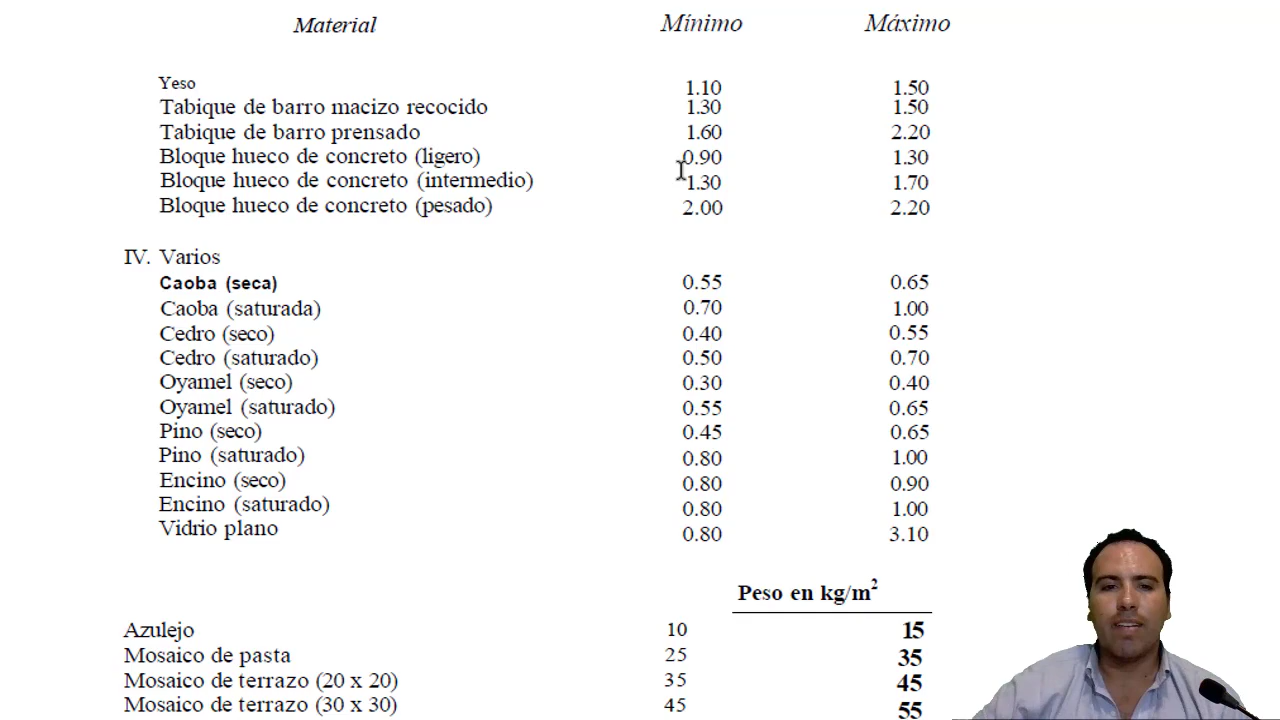 Material Mínimo Máximo
Yeso 1.10 1.50
Tabique de barro macizo recocido 1.30 1.50
Tabique de barro prensado 1.60 2.20
Bloque hueco de concreto (ligero) 0.90 1.30
Bloque hueco de concreto (intermedio) 1.30 1.70
Bloque hueco de concreto (pesado) 2.00 2.20
IV. Varios
Caoba (seca) 0.55 0.65
Caoba (saturada) 0.70 1.00
Cedro (seco) 0.40 0.55
Cedro (saturado) 0.50 0.70
Oyamel (seco) 0.30 0.40
Oyamel (saturado) 0.55 0.65
Pino (seco) 0.45 0.65
Pino (saturado) 0.80 1.00
Encino (seco) 0.80 0.90
Encino (saturado) 0.80 1.00
Vidrio plano 0.80 3.10
Peso en kg/m²
Azulejo 10 15
Mosaico de pasta 25 35
Mosaico de terrazo (20 x 20) 35 45
Mosaico de terrazo (30 x 30) 45 55